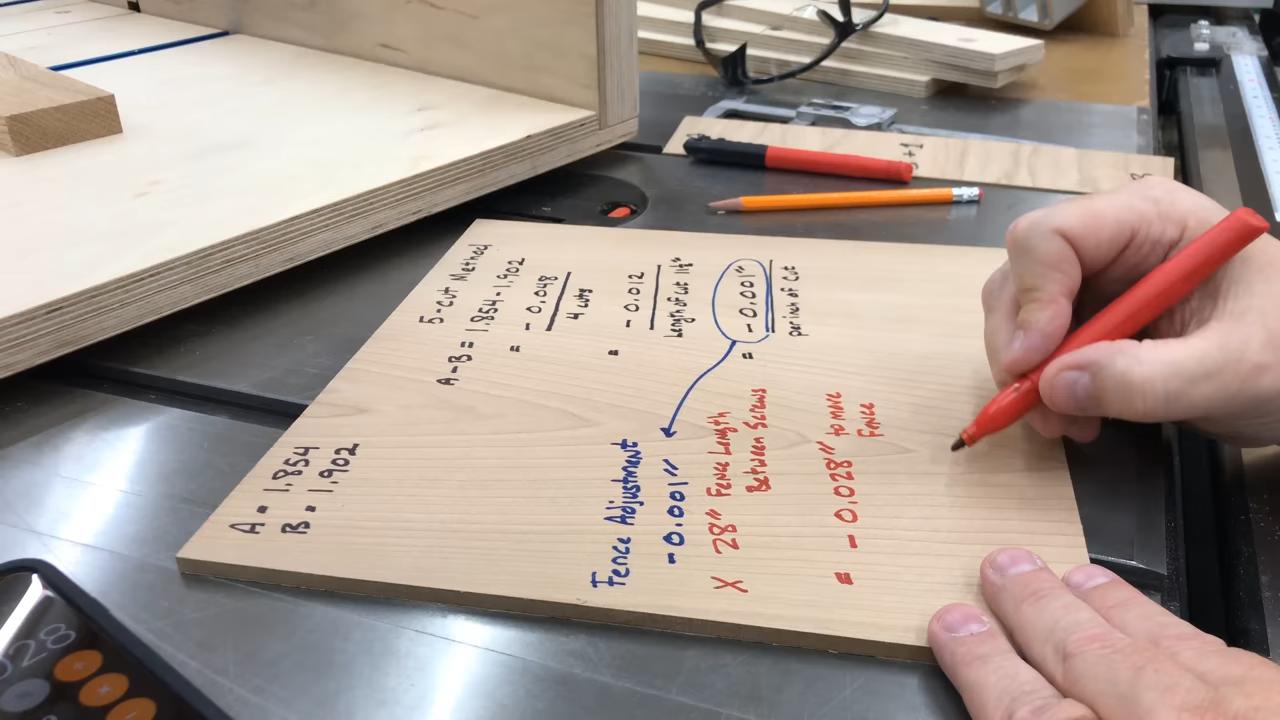 A = 1.854
B = 1.902
5-cut Method
A-B = 1.854-1.902
= - 0.048
4 cuts
= - 0.012
Length of cut 11½"
= - 0.001"
per inch of Cut
Fence Adjustment
-0.001"
X 28" Fence Length
Between Screws
= - 0.028" to move
Fence